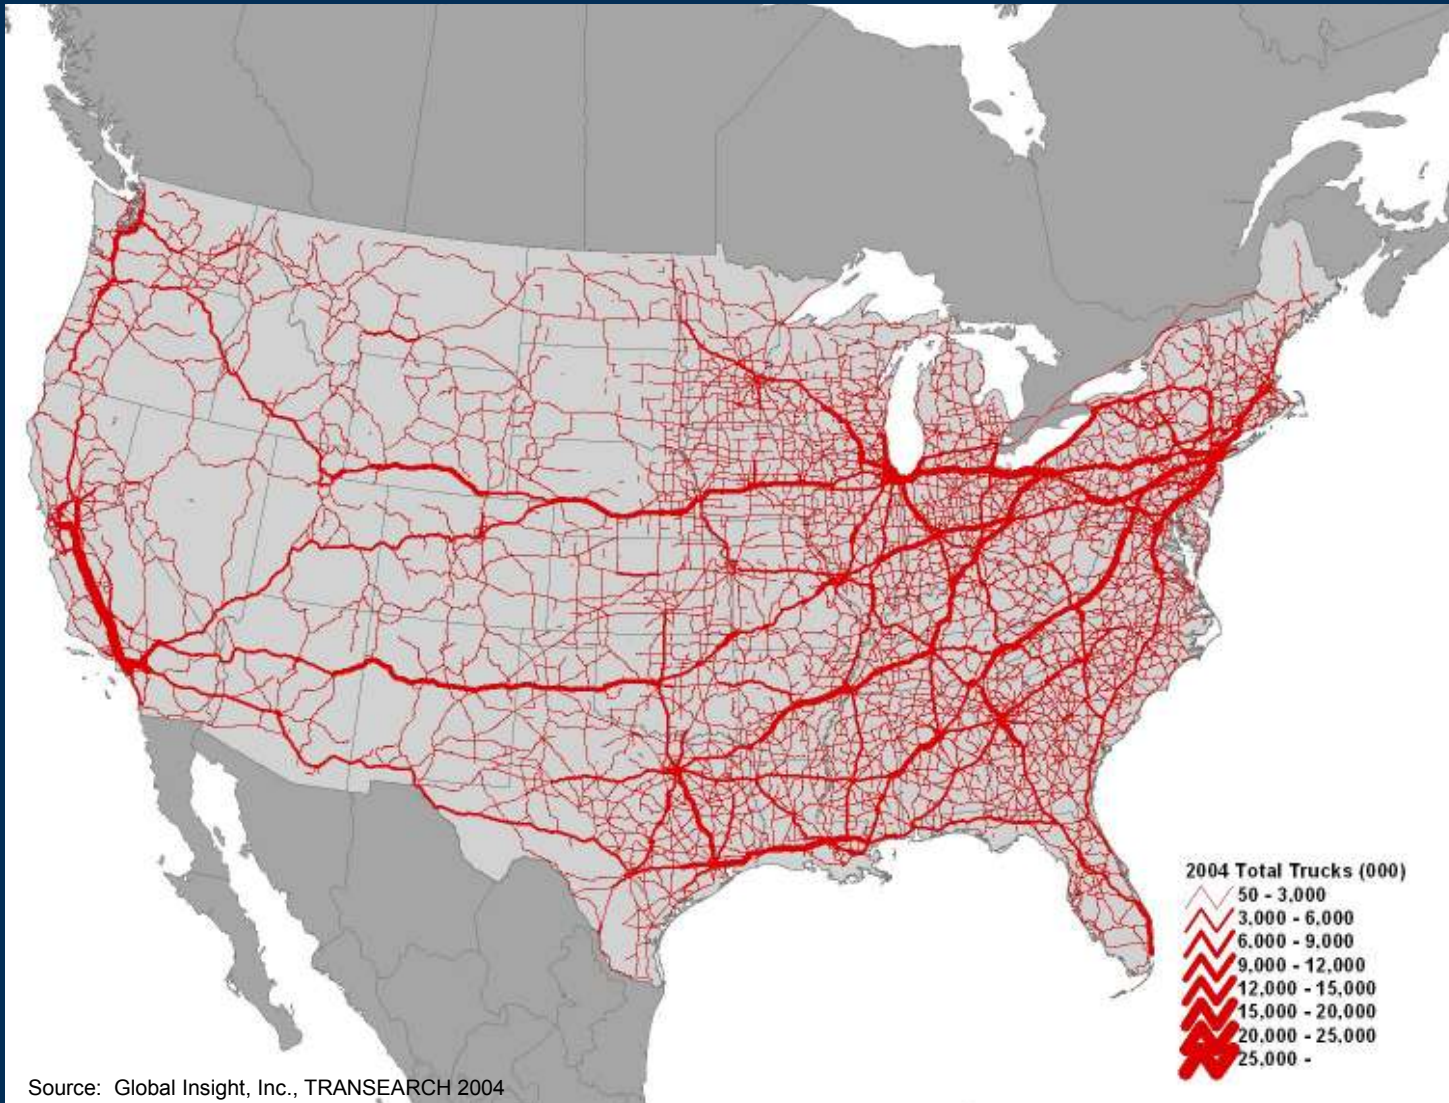 2004 Total Trucks (000)
50 - 3,000
3,000 - 6,000
6,000 - 9,000
9,000 - 12,000
12,000 - 15,000
15,000 - 20,000
20,000 - 25,000
25,000 -
Source:  Global Insight, Inc., TRANSEARCH 2004